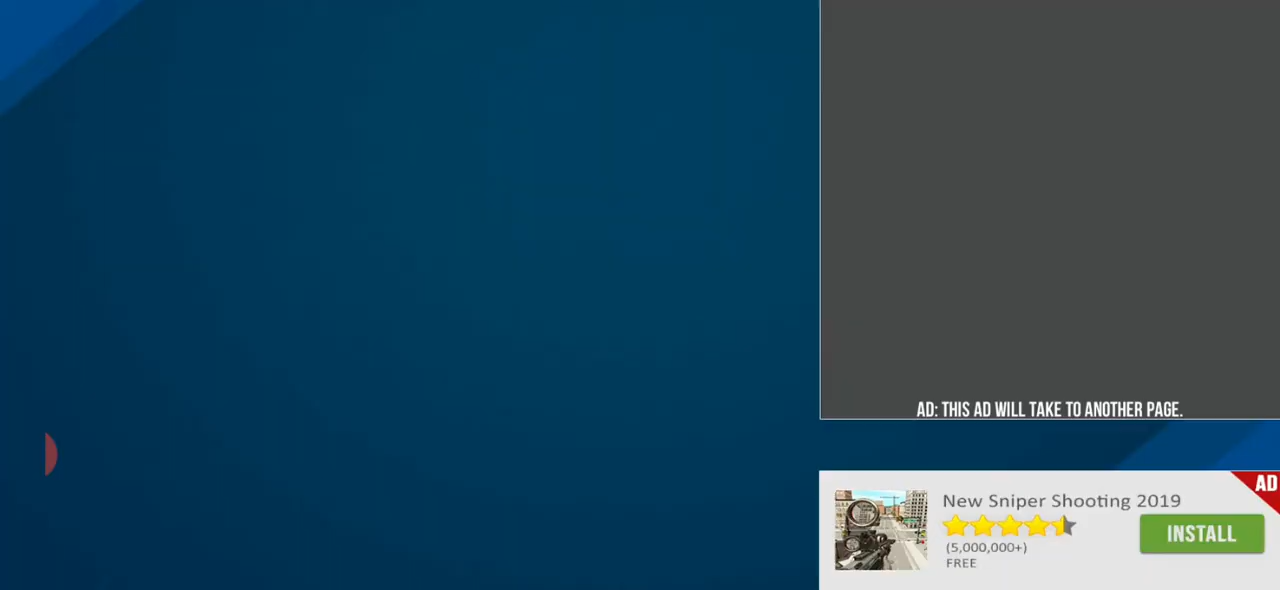 AD: THIS AD WILL TAKE TO ANOTHER PAGE.
AD
New Sniper Shooting 2019
(5,000,000+)
INSTALL
FREE